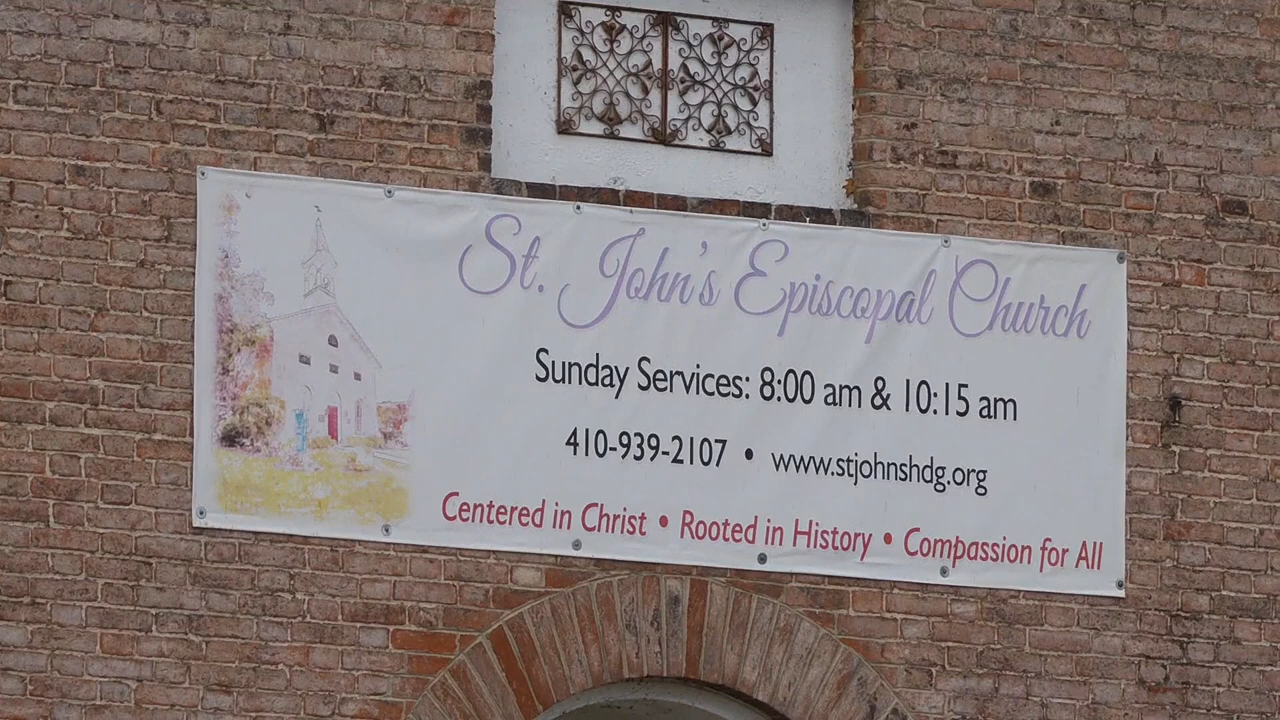 St. John's Episcopal Church
Sunday Services: 8:00 am & 10:15 am
410-939-2107 • www.stjohnshdg.org
Centered in Christ • Rooted in History • Compassion for All